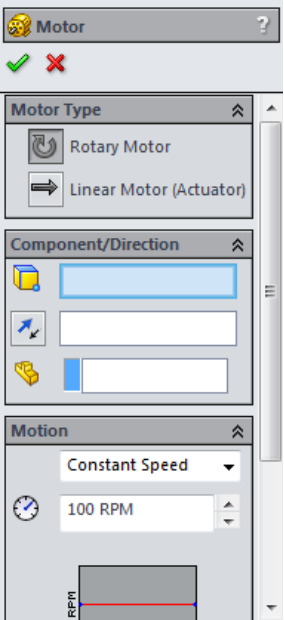 Motor ?
Motor Type
Rotary Motor
Linear Motor (Actuator)
Component/Direction
Motion
Constant Speed
100 RPM
RPM